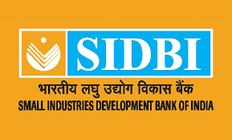 SIDBI
भारतीय लघु उद्योग विकास बैंक
SMALL INDUSTRIES DEVELOPMENT BANK OF INDIA